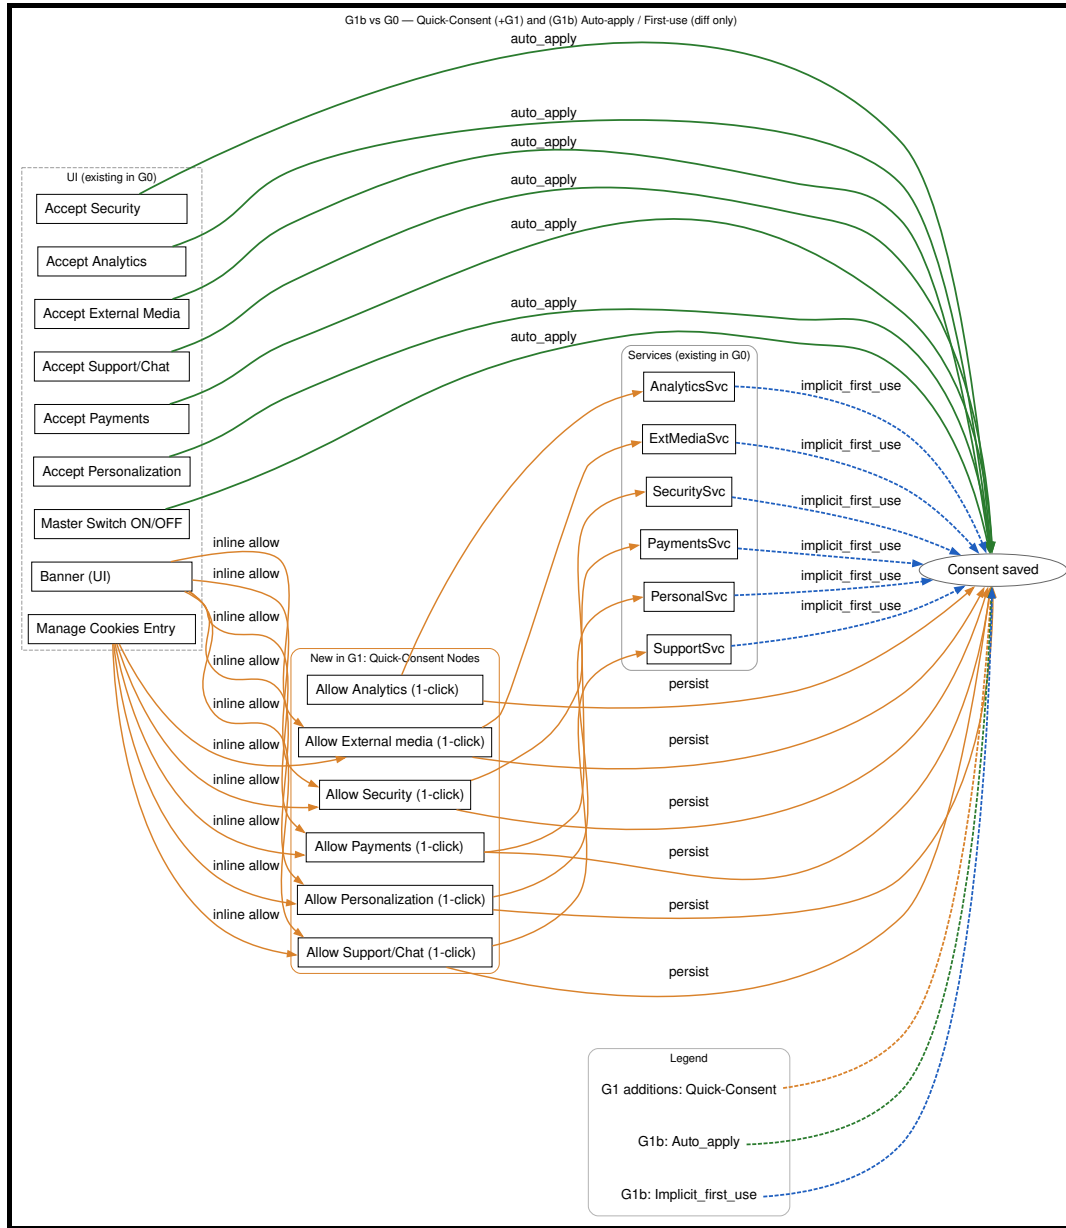 G1b vs G0 — Quick-Consent (+G1) and (G1b) Auto-apply / First-use (diff only)
auto_apply
auto_apply
auto_apply
auto_apply
auto_apply
auto_apply
auto_apply
UI (existing in G0)
Accept Security
Accept Analytics
Accept External Media
Accept Support/Chat
Accept Payments
Accept Personalization
Master Switch ON/OFF
Banner (UI)
Manage Cookies Entry
inline allow
inline allow
inline allow
inline allow
inline allow
inline allow
inline allow
inline allow
inline allow
inline allow
New in G1: Quick-Consent Nodes
Allow Analytics (1-click)
Allow External media (1-click)
Allow Security (1-click)
Allow Payments (1-click)
Allow Personalization (1-click)
Allow Support/Chat (1-click)
Services (existing in G0)
AnalyticsSvc
ExtMediaSvc
SecuritySvc
PaymentsSvc
PersonalSvc
SupportSvc
implicit_first_use
implicit_first_use
implicit_first_use
implicit_first_use
implicit_first_use
implicit_first_use
Consent saved
persist
persist
persist
persist
persist
persist
Legend
G1 additions: Quick-Consent
G1b: Auto_apply
G1b: Implicit_first_use